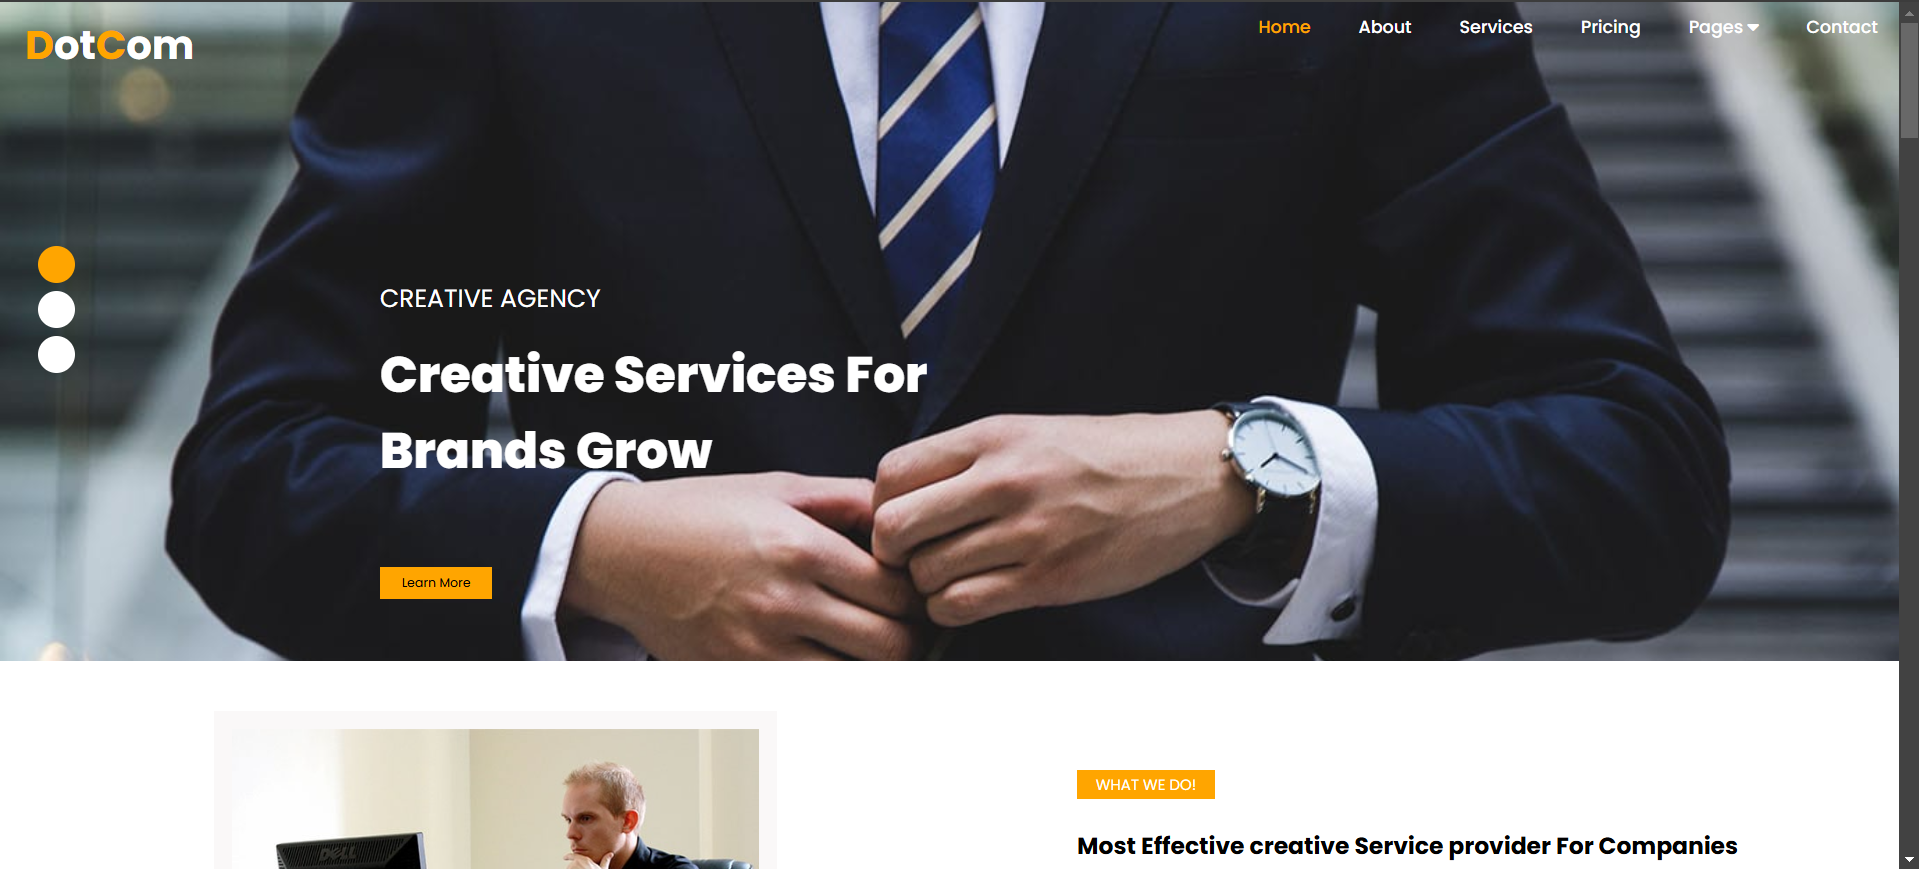 DotCom
Home About Services Pricing Pages Contact
CREATIVE AGENCY
Creative Services For
Brands Grow
Learn More
WHAT WE DO!
DELL
Most Effective creative Service provider For Companies